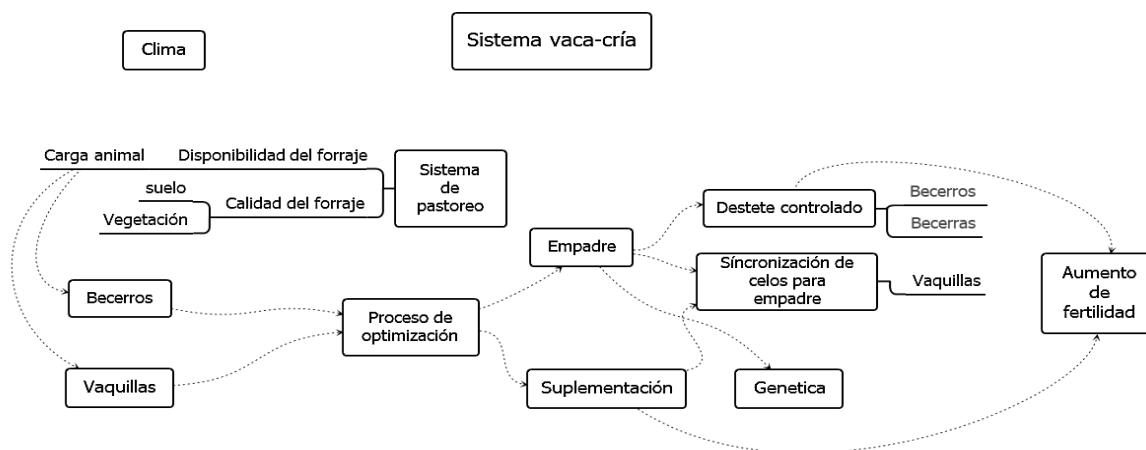 Clima
Sistema vaca-cría
Carga animal
Disponibilidad del forraje
suelo
Vegetación
Calidad del forraje
Sistema
de
pastoreo
Becerros
Vaquillas
Proceso de
optimización
Empadre
Suplementación
Destete controlado
Becerros
Becerras
Síncronización de
celos para
empadre
Vaquillas
Genetica
Aumento
de
fertilidad